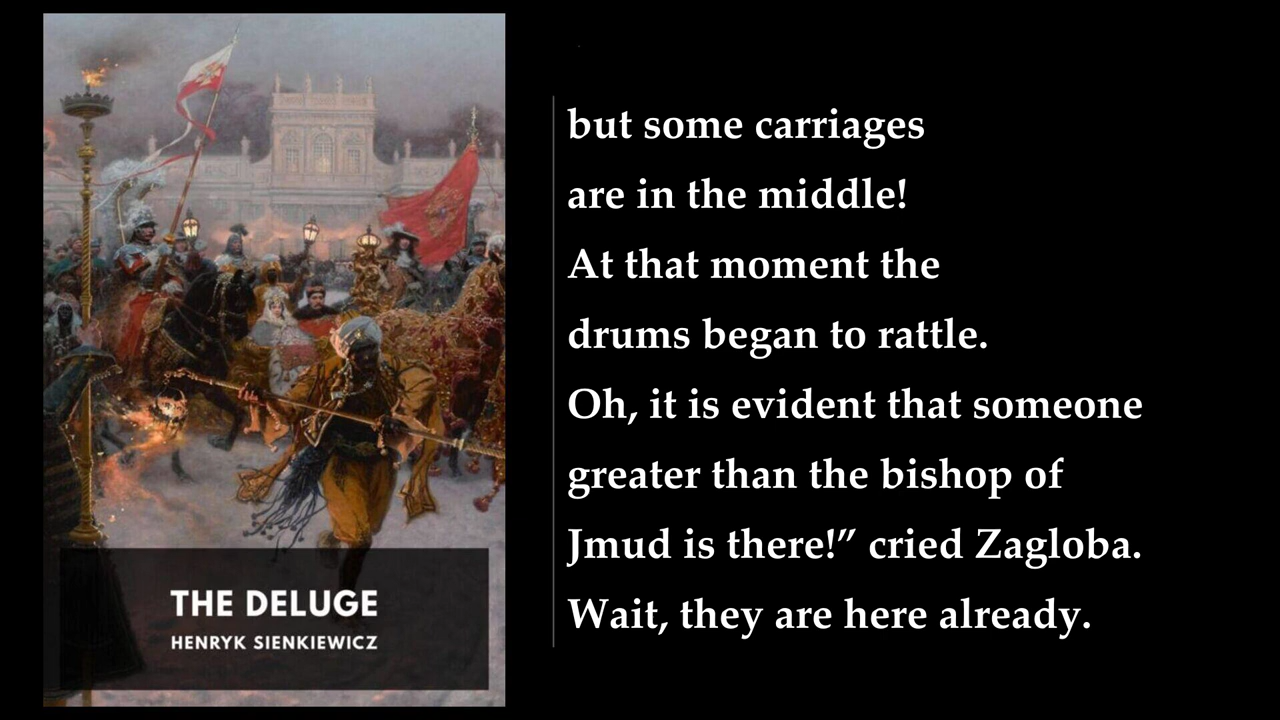 THE DELUGE
HENRYK SIENKIEWICZ
but some carriages
are in the middle!
At that moment the
drums began to rattle.
Oh, it is evident that someone
greater than the bishop of
Jmud is there!” cried Zagloba.
Wait, they are here already.